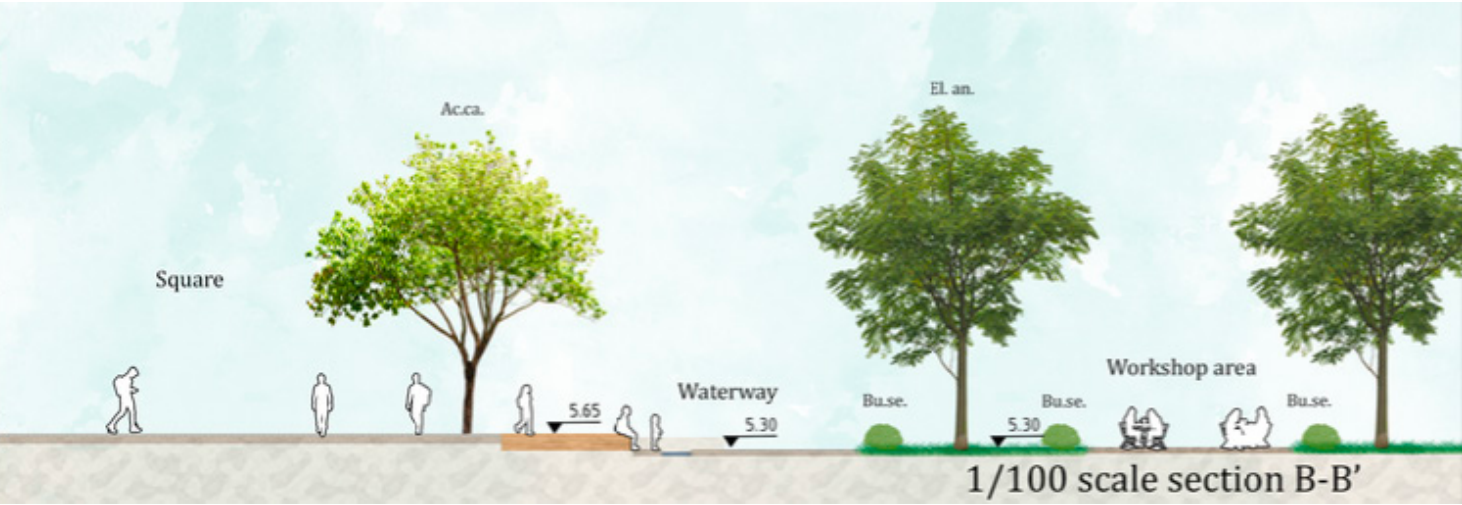 El. an.
Ac.ca.
Square
Workshop area
Waterway
Bu.se.
Bu.se.
Bu.se.
5.65
5.30
5.30
1/100 scale section B-B’